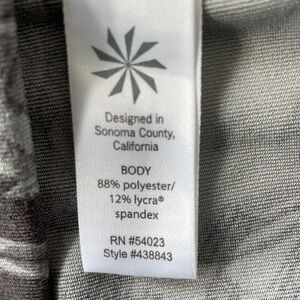 Designed in
Sonoma County,
California
BODY
88% polyester/
12% lycra®
spandex
RN #54023
Style #438843